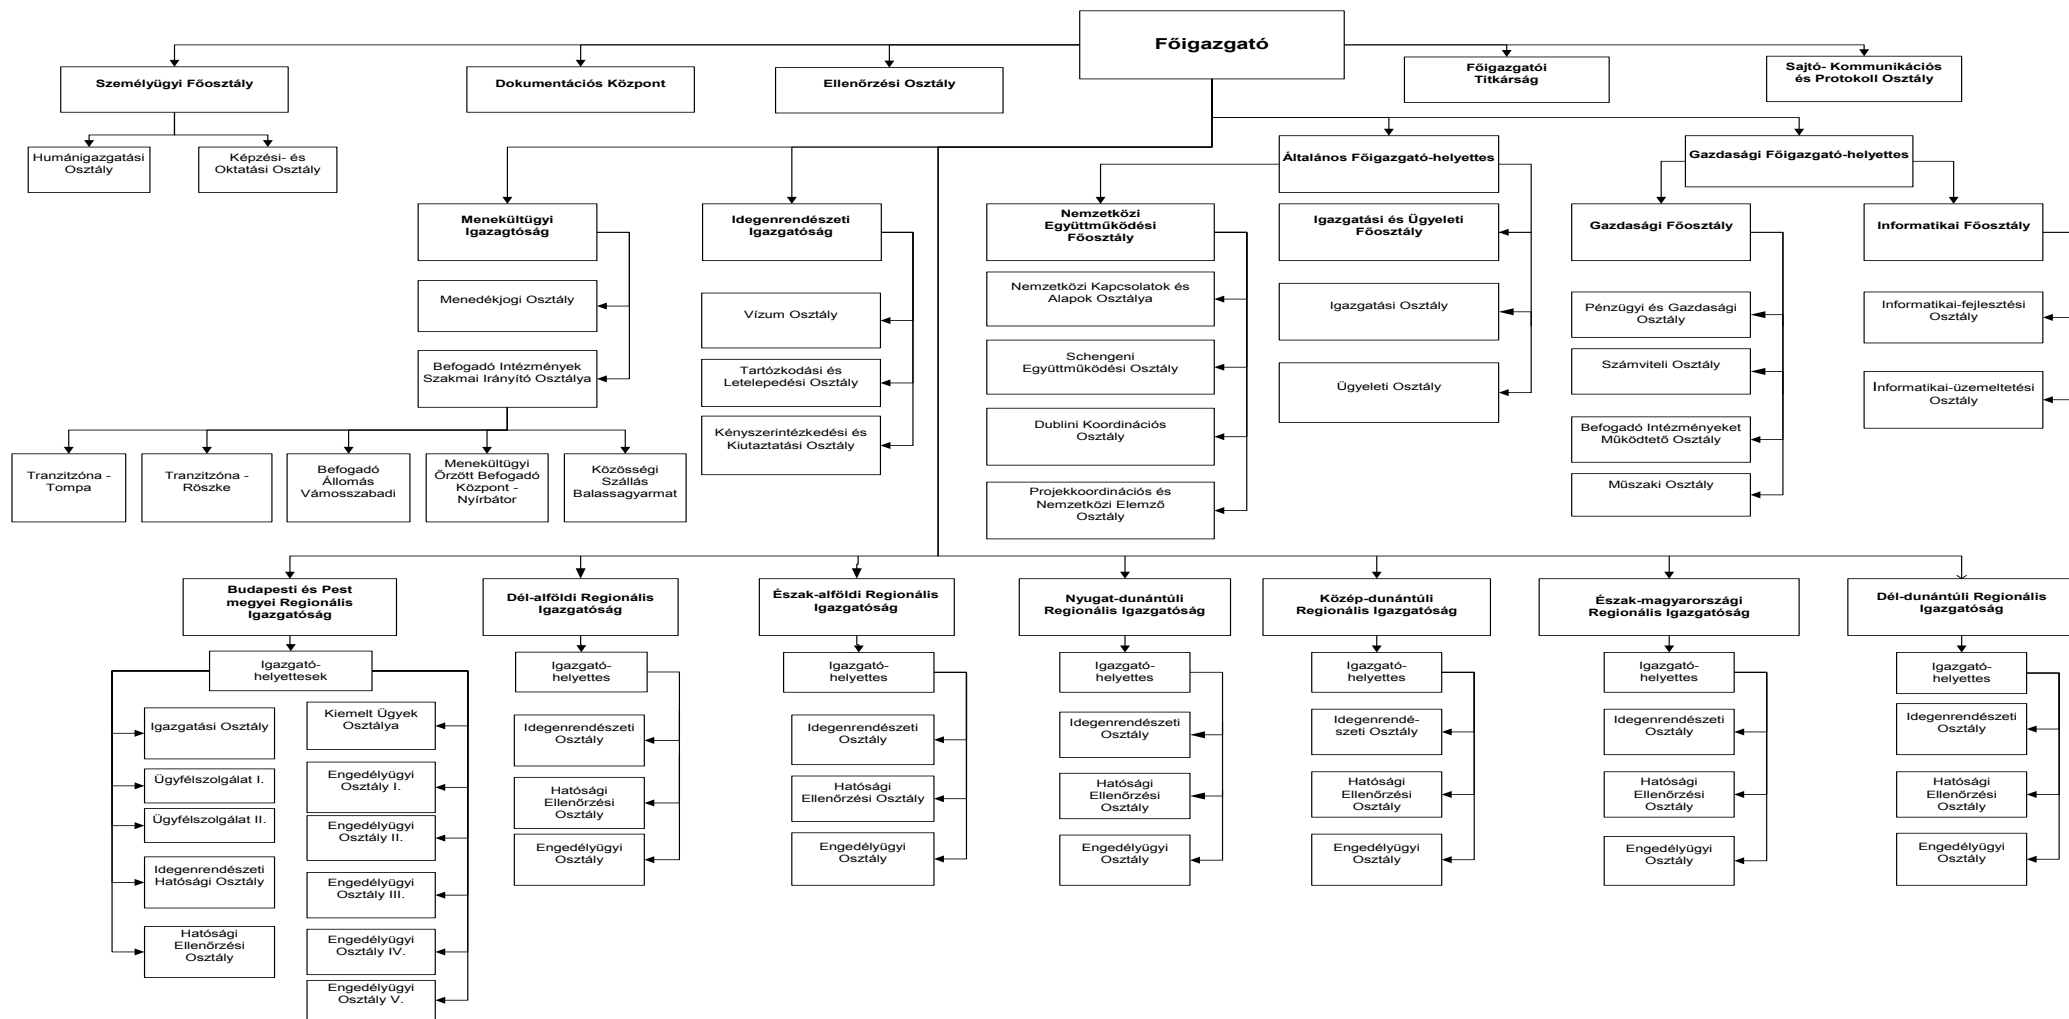 Főigazgató
Személyügyi Főosztály
Dokumentációs Központ
Ellenőrzési Osztály
Főigazgatói
Titkárság
Sajtó- Kommunikációs
és Protokoll Osztály
Humánigazgatási
Osztály
Képzési- és
Oktatási Osztály
Általános Főigazgató-helyettes
Gazdasági Főigazgató-helyettes
Menekültügyi
Igazagtóság
Idegenrendészeti
Igazgatóság
Nemzetközi
Együttműködési
Főosztály
Igazgatási és Ügyeleti
Főosztály
Gazdasági Főosztály
Informatikai Főosztály
Menedékjogi Osztály
Befogadó Intézmények
Szakmai Irányító Osztálya
Vízum Osztály
Tartózkodási és
Letelepedési Osztály
Kényszerintézkedési és
Kiutaztatási Osztály
Nemzetközi Kapcsolatok és
Alapok Osztálya
Schengeni
Együttműködési Osztály
Dublini Koordinációs
Osztály
Projekkoordinációs és
Nemzetközi Elemző
Osztály
Igazgatási Osztály
Ügyeleti Osztály
Pénzügyi és Gazdasági
Osztály
Számviteli Osztály
Befogadó Intézményeket
Működtető Osztály
Műszaki Osztály
Informatikai-fejlesztési
Osztály
Informatikai-üzemeltetési
Osztály
Tranzitzóna -
Tompa
Tranzitzóna -
Röszke
Befogadó
Állomás
Vámosszabadi
Menekültügyi
Őrzött Befogadó
Központ -
Nyírbátor
Közösségi
Szállás
Balassagyarmat
Budapesti és Pest
megyei Regionális
Igazgatóság
Dél-alföldi Regionális
Igazgatóság
Észak-alföldi Regionális
Igazgatóság
Nyugat-dunántúli
Regionális Igazgatóság
Közép-dunántúli
Regionális Igazgatóság
Észak-magyarországi
Regionális Igazgatóság
Dél-dunántúli Regionális
Igazgatóság
Igazgató-
helyettesek
Igazgatási Osztály
Ügyfélszolgálat I.
Ügyfélszolgálat II.
Idegenrendészeti
Hatósági Osztály
Hatósági
Ellenőrzési
Osztály
Kiemelt Ügyek
Osztálya
Engedélyügyi
Osztály I.
Engedélyügyi
Osztály II.
Engedélyügyi
Osztály III.
Engedélyügyi
Osztály IV.
Engedélyügyi
Osztály V.
Igazgató-
helyettes
Idegenrendészeti
Osztály
Hatósági
Ellenőrzési
Osztály
Engedélyügyi
Osztály
Igazgató-
helyettes
Idegenrendészeti
Osztály
Hatósági
Ellenőrzési Osztály
Engedélyügyi
Osztály
Igazgató-
helyettes
Idegenrendészeti
Osztály
Hatósági
Ellenőrzési
Osztály
Engedélyügyi
Osztály
Igazgató-
helyettes
Idegenrendé-
szeti Osztály
Hatósági
Ellenőrzési
Osztály
Engedélyügyi
Osztály
Igazgató-
helyettes
Idegenrendészeti
Osztály
Hatósági
Ellenőrzési
Osztály
Engedélyügyi
Osztály
Igazgató-
helyettes
Idegenrendészeti
Osztály
Hatósági
Ellenőrzési
Osztály
Engedélyügyi
Osztály